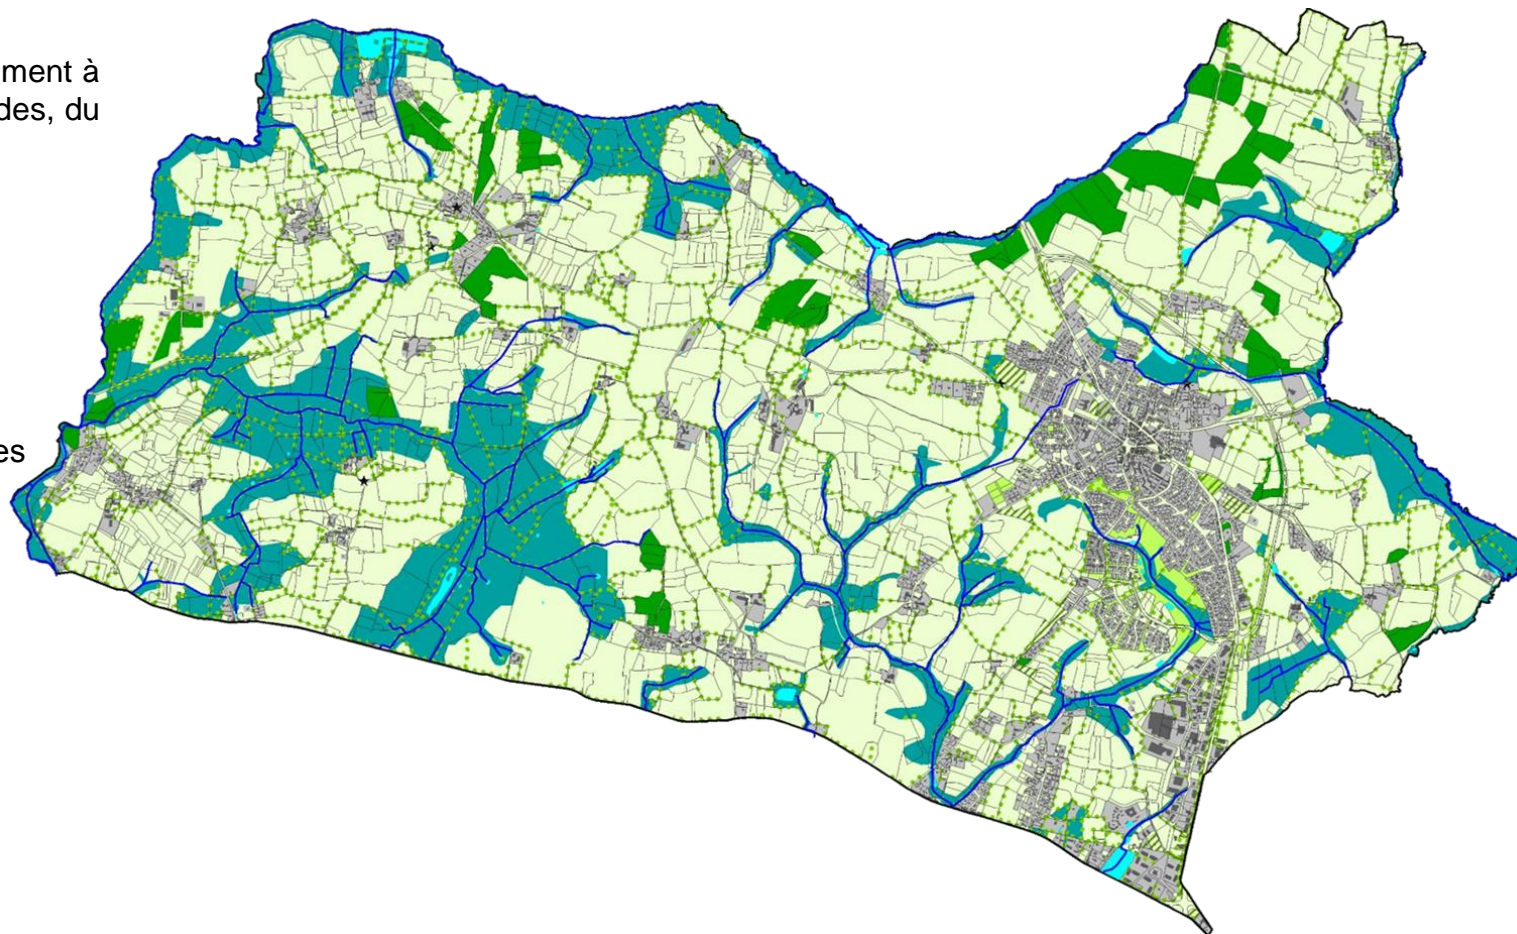 ment à
des, du
es